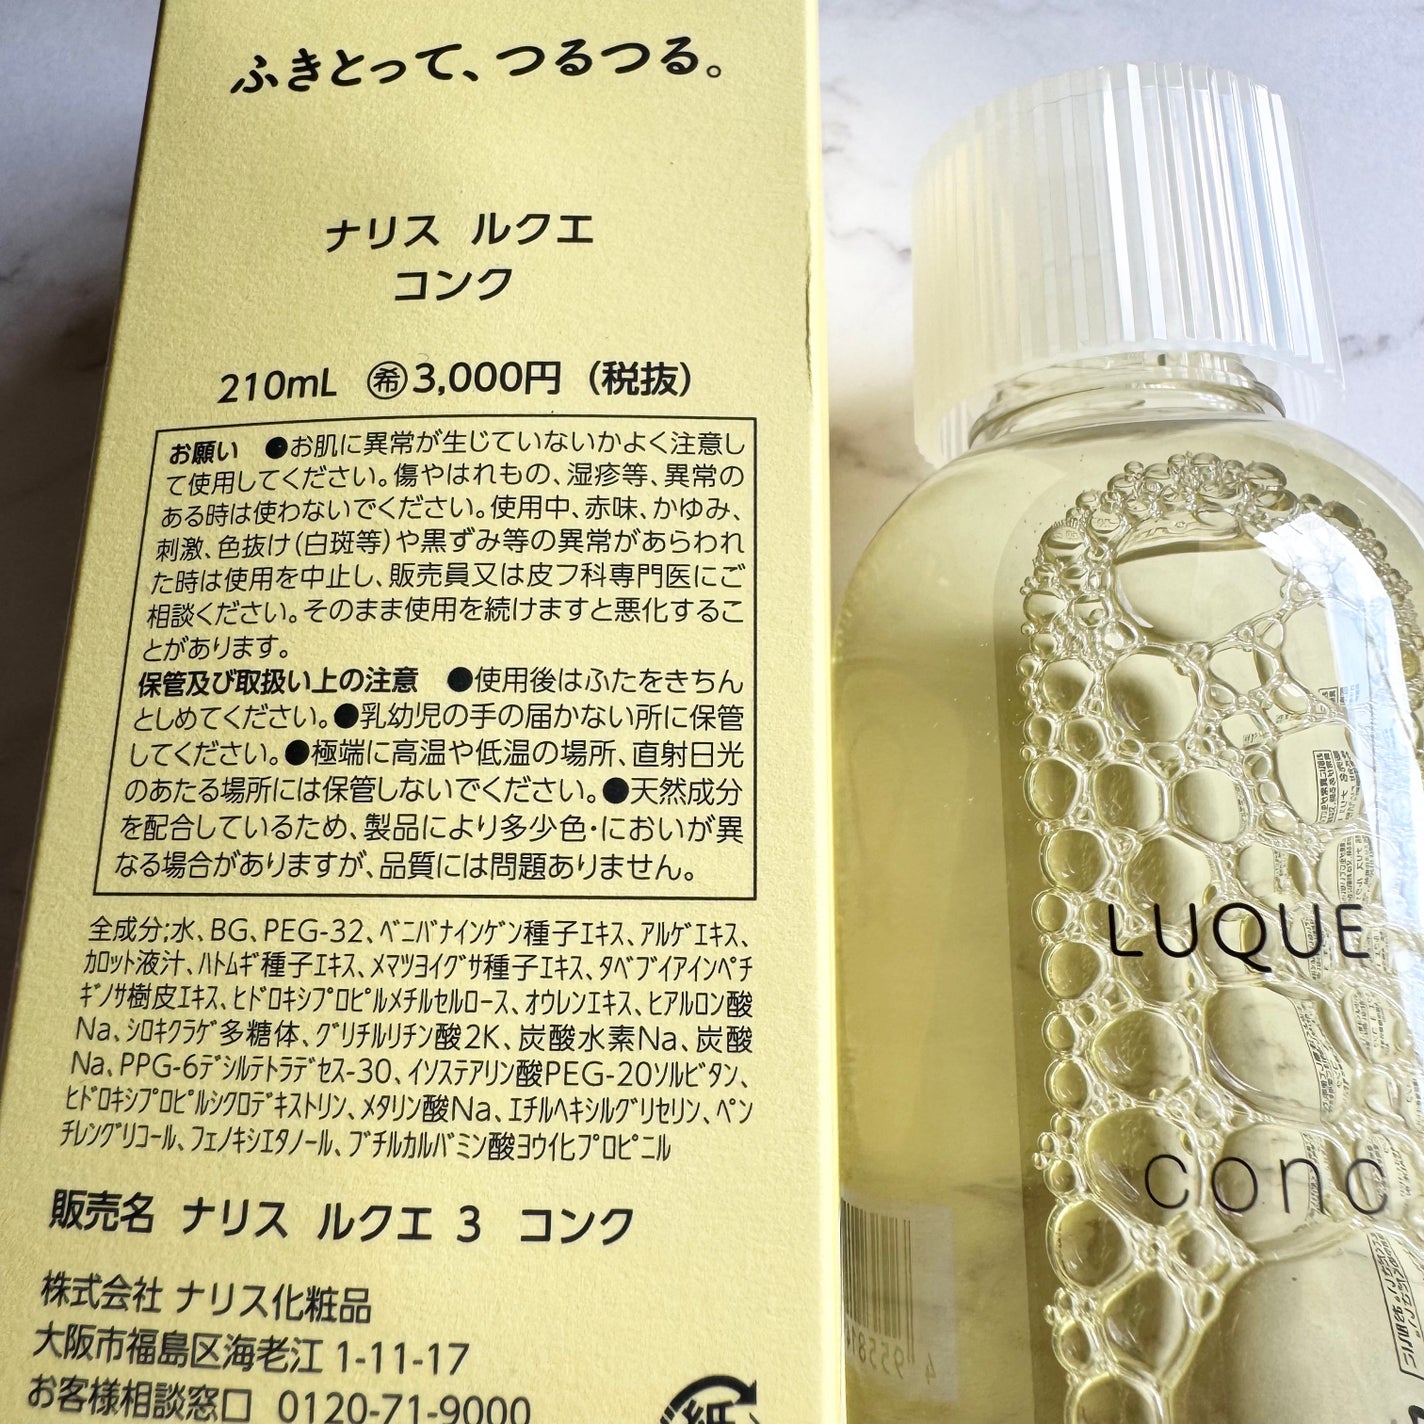 ふきとって、つるつる。
ナリス ルクエ
コンク
210mL ㊝3,000円（税抜）
お願い ●お肌に異常が生じていないかよく注意し
て使用してください。傷やはれもの、湿疹等、異常の
ある時は使わないでください。使用中、赤味、かゆみ、
刺激、色抜け(白斑等)や黒ずみ等の異常があらわれ
た時は使用を中止し、販売員又は皮フ科専門医にご
相談ください。そのまま使用を続けますと悪化するこ
とがあります。
保管及び取扱い上の注意 ●使用後はふたをきちん
としめてください。●乳幼児の手の届かない所に保管
してください。●極端に高温や低温の場所、直射日光
のあたる場所には保管しないでください。●天然成分
を配合しているため、製品により多少色・においが異
なる場合がありますが、品質には問題ありません。
全成分;水、BG、PEG-32、ﾍﾞﾆﾊﾞﾅインゲン種子ｴｷｽ、ｱﾙｹﾞｴｷｽ、
ｶﾛｯﾄ液汁、ﾊﾄﾑｷﾞ種子ｴｷｽ、ﾒﾏﾂﾖｲｸﾞｻ種子ｴｷｽ、ﾀﾍﾞﾌﾞｲｱｲﾝﾍﾟﾁ
ｷﾞﾉｻ樹皮ｴｷｽ、ﾋﾄﾞﾛｷｼﾌﾟﾛﾋﾟﾙﾒﾁﾙｾﾙﾛｰｽ、ｵｳﾚﾝｴｷｽ、ﾋｱﾙﾛﾝ酸
Na、ｼﾛｷｸﾗｹﾞ多糖体、ｸﾞﾘﾁﾙﾘﾁﾝ酸2K、炭酸水素Na、炭酸
Na、PPG-6ﾃﾞｼﾙﾃﾄﾗﾃﾞｾｽ-30、ｲｿｽﾃｱﾘﾝ酸PEG-20ｿﾙﾋﾞﾀﾝ、
ﾋﾄﾞﾛｷｼﾌﾟﾛﾋﾟﾙｼｸﾛﾃﾞｷｽﾄﾘﾝ、ﾒﾀﾘﾝ酸Na、ｴﾁﾙﾍｷｼﾙｸﾞﾘｾﾘﾝ、ﾍﾟﾝ
ﾁﾚﾝｸﾞﾘｺｰﾙ、ﾌｪﾉｷｼｴﾀﾉｰﾙ、ﾌﾞﾁﾙｶﾙﾊﾞﾐﾝ酸ﾖｳ化ﾌﾟﾛﾋﾟﾆﾙ
販売名 ナリス ルクエ 3 コンク
株式会社 ナリス化粧品
大阪市福島区海老江 1-11-17
お客様相談窓口 0120-71-9000
紙
LUQUE
conc